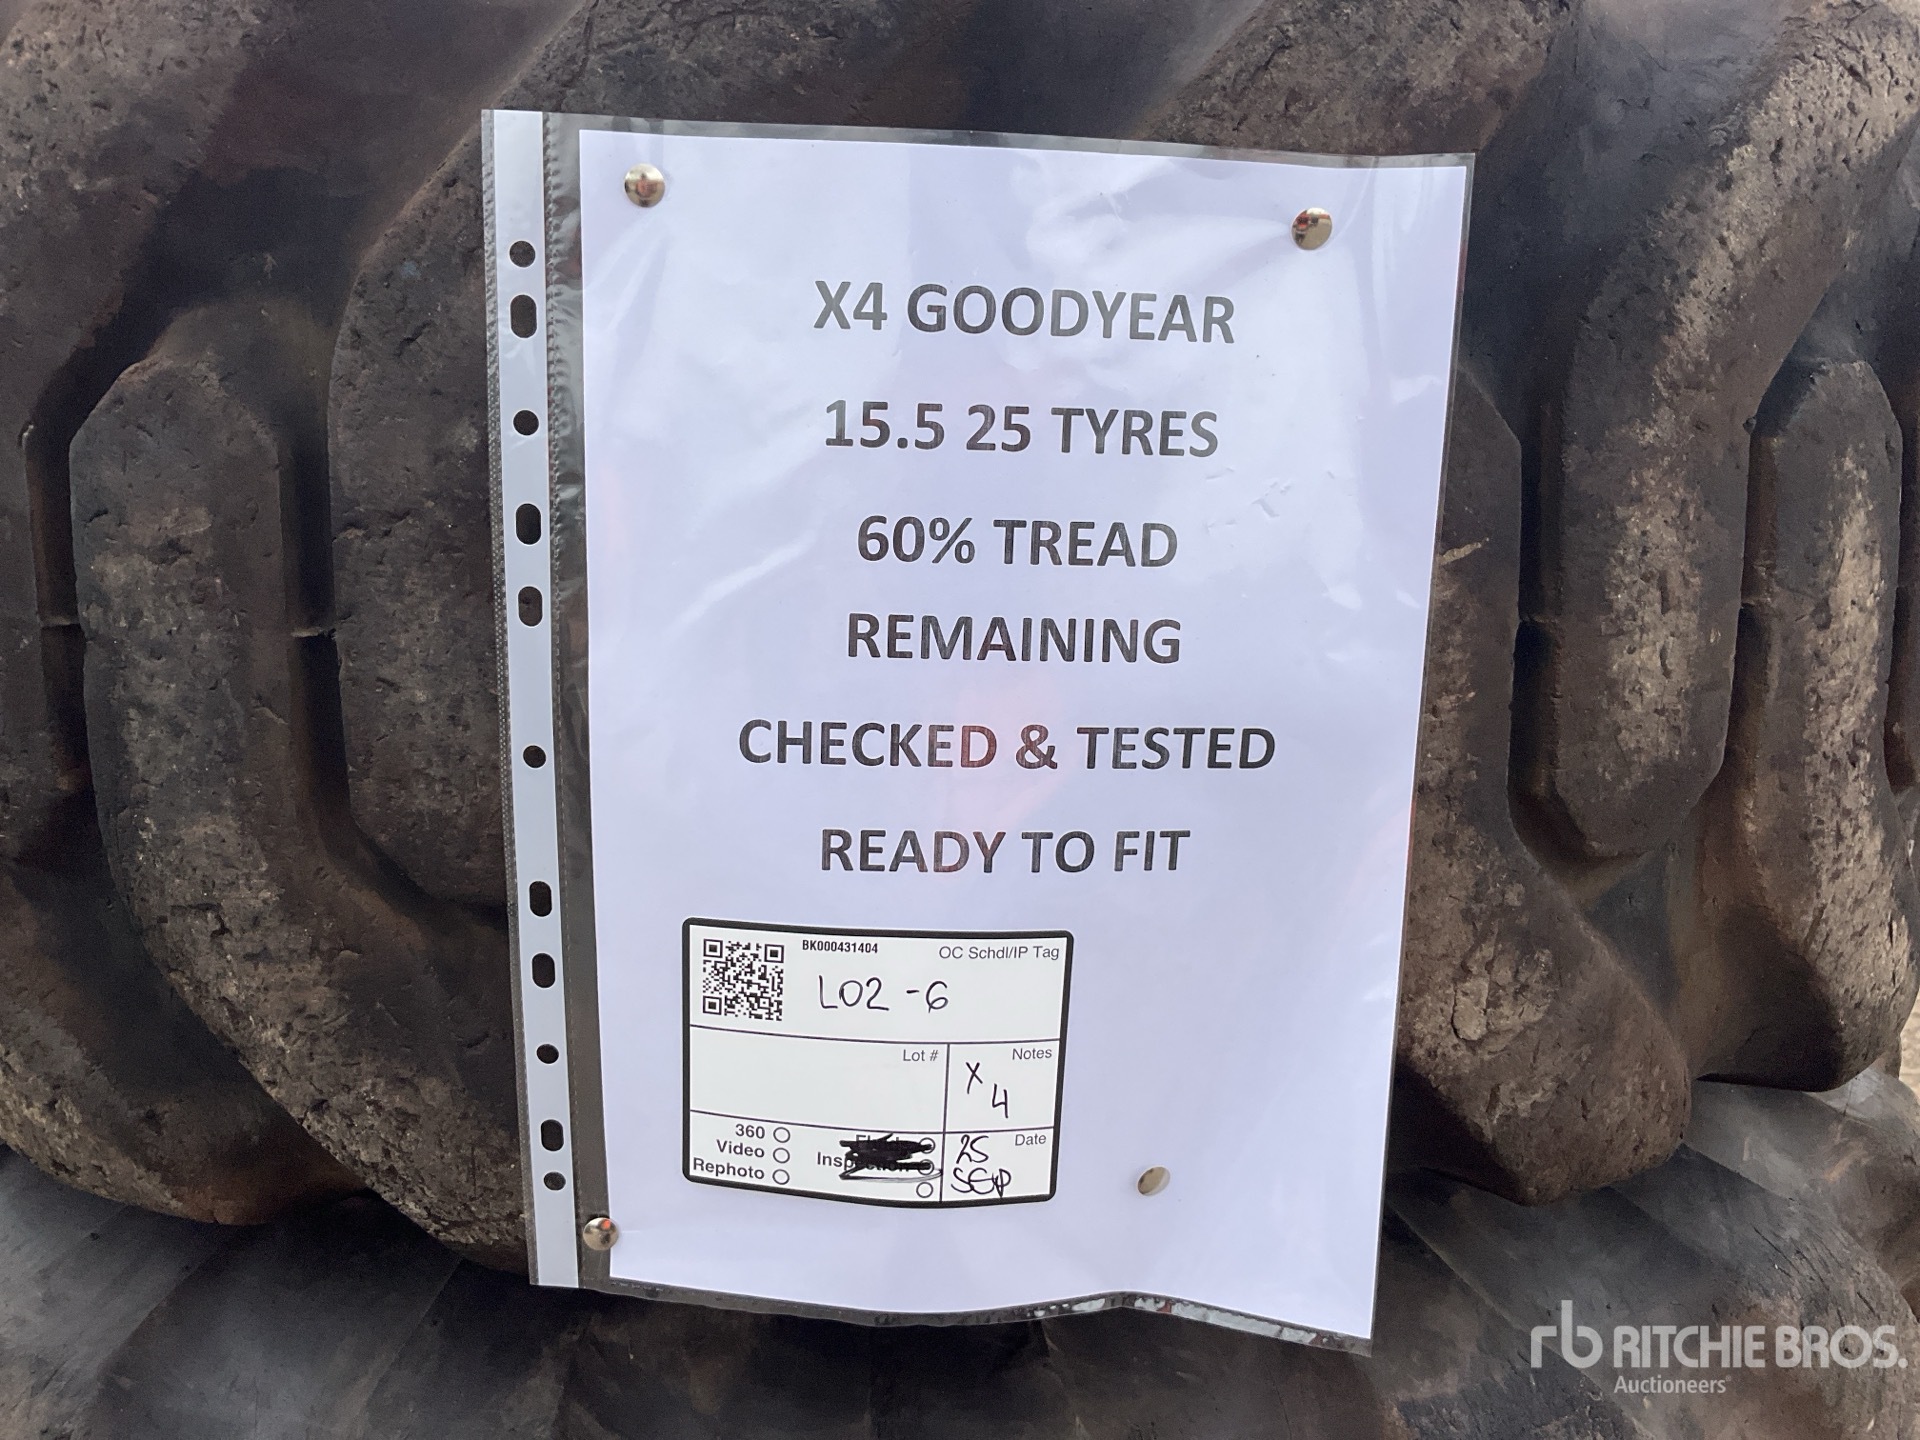 X4 GOODYEAR
15.5 25 TYRES
60% TREAD
REMAINING
CHECKED & TESTED
READY TO FIT
BK000431404
OC Schdl/IP Tag
L02 - 6
Lot #
Notes
X
4
360
Video
Rephoto
Inspection
Date
25
SEP
rb RITCHIE BROS.
Auctioneers